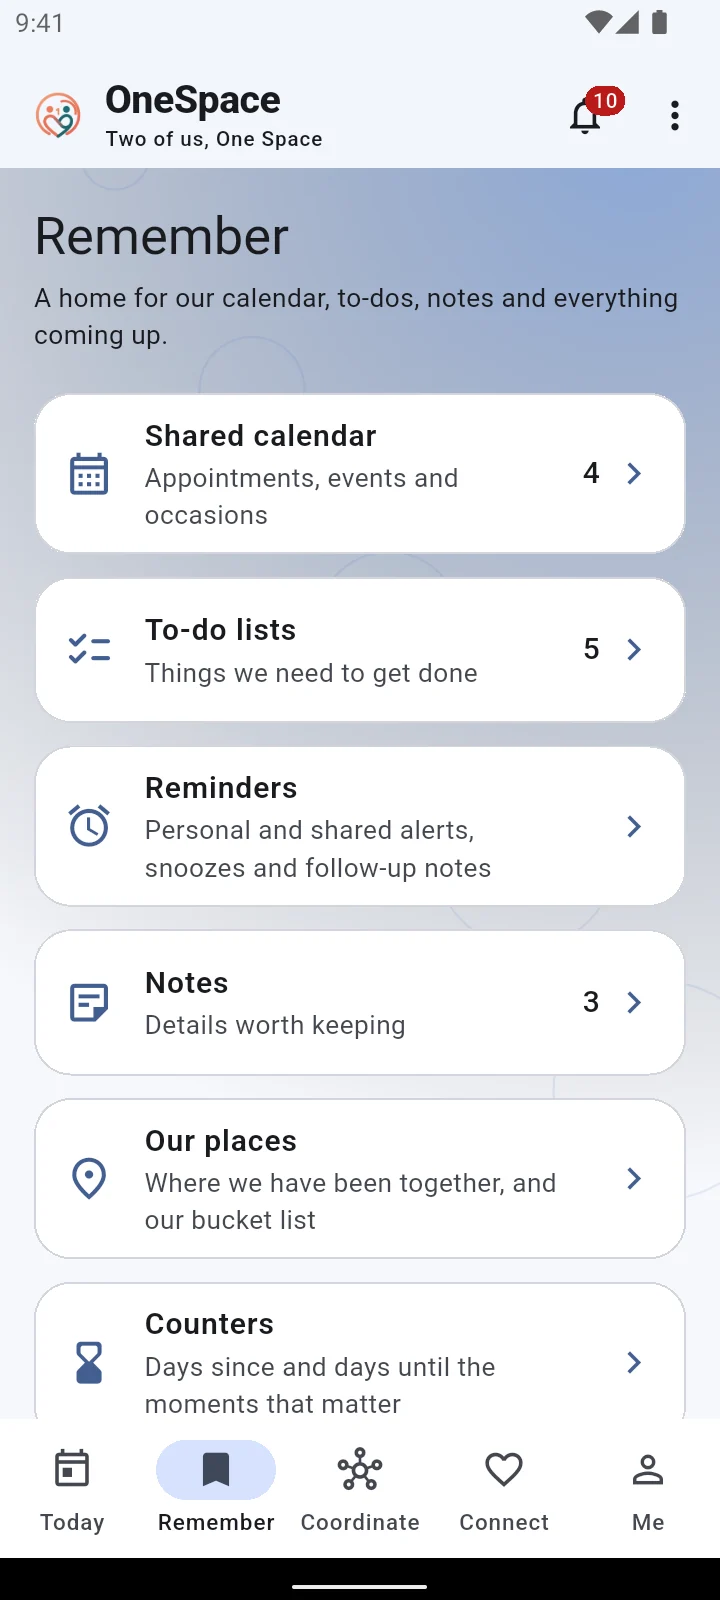 9:41
OneSpace
10
Two of us, One Space
Remember
A home for our calendar, to-dos, notes and everything
coming up.
Shared calendar
Appointments, events and
occasions
4
To-do lists
Things we need to get done
5
Reminders
Personal and shared alerts,
snoozes and follow-up notes
Notes
Details worth keeping
3
Our places
Where we have been together, and
our bucket list
Counters
Days since and days until the
moments that matter
Today
Remember
Coordinate
Connect
Me